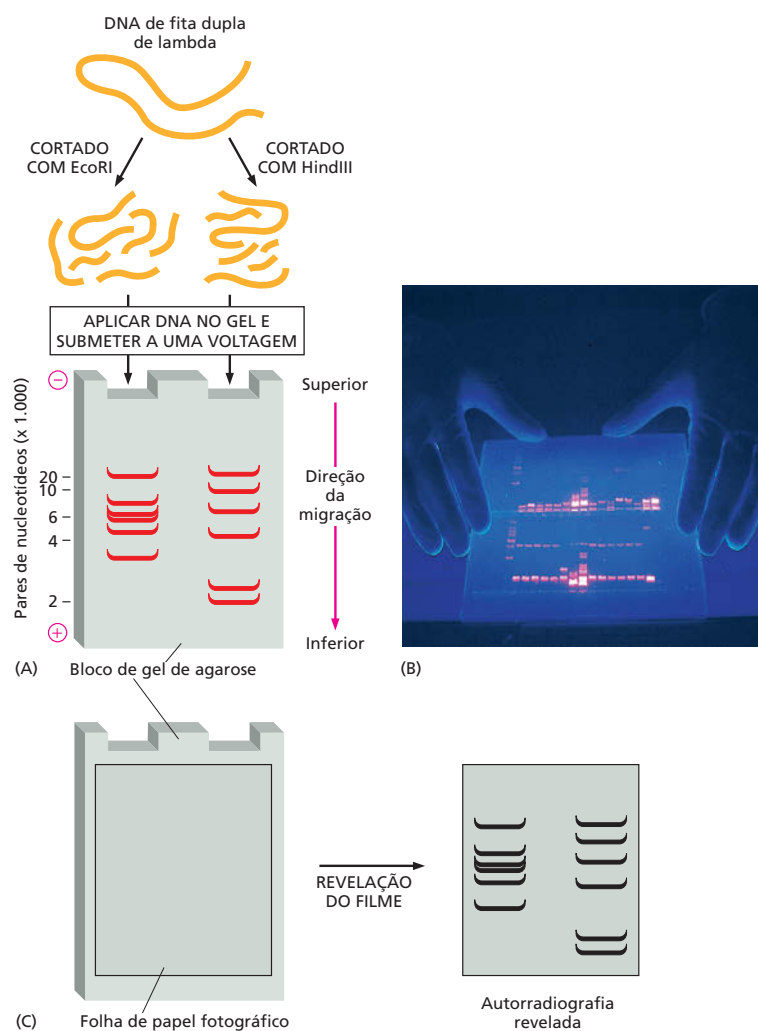 DNA de fita dupla
de lambda
CORTADO
COM EcoRI
CORTADO
COM HindIII
APLICAR DNA NO GEL E
SUBMETER A UMA VOLTAGEM
−
Superior
Pares de nucleotídeos (x 1.000)
20
10
6
4
2
Direção
da
migração
+
Inferior
(A)
Bloco de gel de agarose
(B)
REVELAÇÃO
DO FILME
(C)
Folha de papel fotográfico
Autorradiografia
revelada